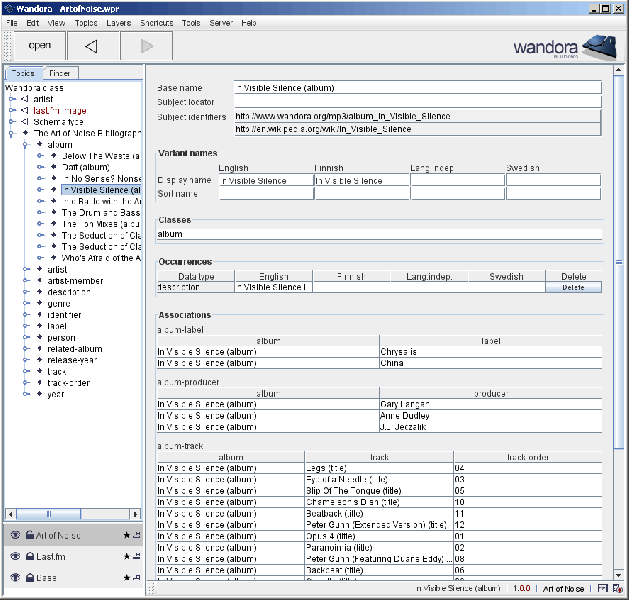 Wandora - ArtofNoise.wpr
File Edit View Topics Layers Shortcuts Tools Server Help
open
wandora
Topics Finder
Wandora class
artist
last.fm image
Schema type
The Art of Noise Bibliograph
album
Below The Waste (a
Daft (album)
In No Sense? Nonse
In Visible Silence (al
Into Battle with the Ar
The Drum and Bass
The Fon Mixes (albu
The Seduction of Cla
The Seduction of Cla
Who's Afraid of the A
artist
artist-member
description
genre
identifier
label
person
related-album
release-year
track
track-order
year
Art of Noise
Last.fm
Base
Base name In Visible Silence (album)
Subject locator
Subject identifiers http://www.wandora.org/mp3/album_In_Visible_Silence
http://en.wikipedia.org/wiki/In_Visible_Silence
Variant names
English Finnish Lang.indep. Swedish
Display name In Visible Silence In Visible Silence
Sort name
Classes
album
Occurrences
Data type English Finnish Lang.indep. Swedish Delete
description In Visible Silence i Delete
Associations
album-label
album label
In Visible Silence (album) Chrysalis
In Visible Silence (album) China
album-producer
album producer
In Visible Silence (album) Gary Langan
In Visible Silence (album) Anne Dudley
In Visible Silence (album) J.J. Jeczalik
album-track
album track track-order
In Visible Silence (album) Legs (title) 04
In Visible Silence (album) Eye of a Needle (title) 03
In Visible Silence (album) Slip Of The Tongue (title) 05
In Visible Silence (album) Chameleon's Dish (title) 10
In Visible Silence (album) Beatback (title) 11
In Visible Silence (album) Peter Gunn (Extended Version) (title) 12
In Visible Silence (album) Opus 4 (title) 01
In Visible Silence (album) Paranoimia (title) 02
In Visible Silence (album) Peter Gunn (Featuring Duane Eddy) ... 08
In Visible Silence (album) Backbeat (title) 06
In Visible Silence (album) 1.0.0 Art of Noise